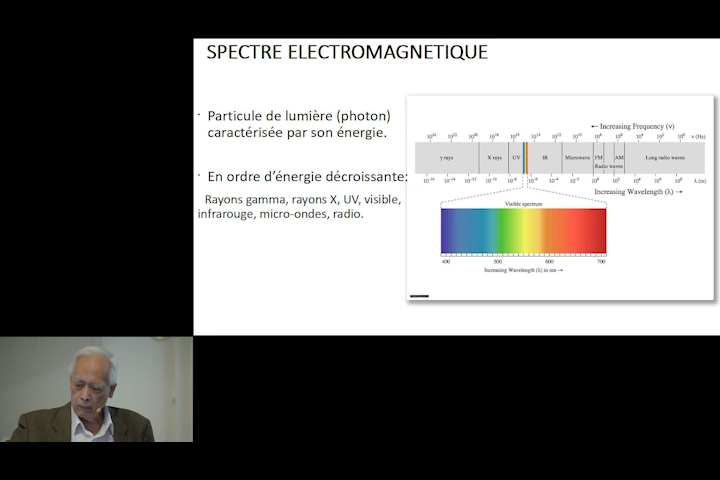 SPECTRE ELECTROMAGNETIQUE
· Particule de lumière (photon)
caractérisée par son énergie.
· En ordre d’énergie décroissante:
Rayons gamma, rayons X, UV, visible,
infrarouge, micro-ondes, radio.
← Increasing Frequency (ν)
ν (Hz)
γ rays X rays UV IR Microwave FM AM Long radio waves
Radio waves
λ (m)
Increasing Wavelength (λ) →
Visible spectrum
400 500 600 700
Increasing Wavelength (λ) in nm →